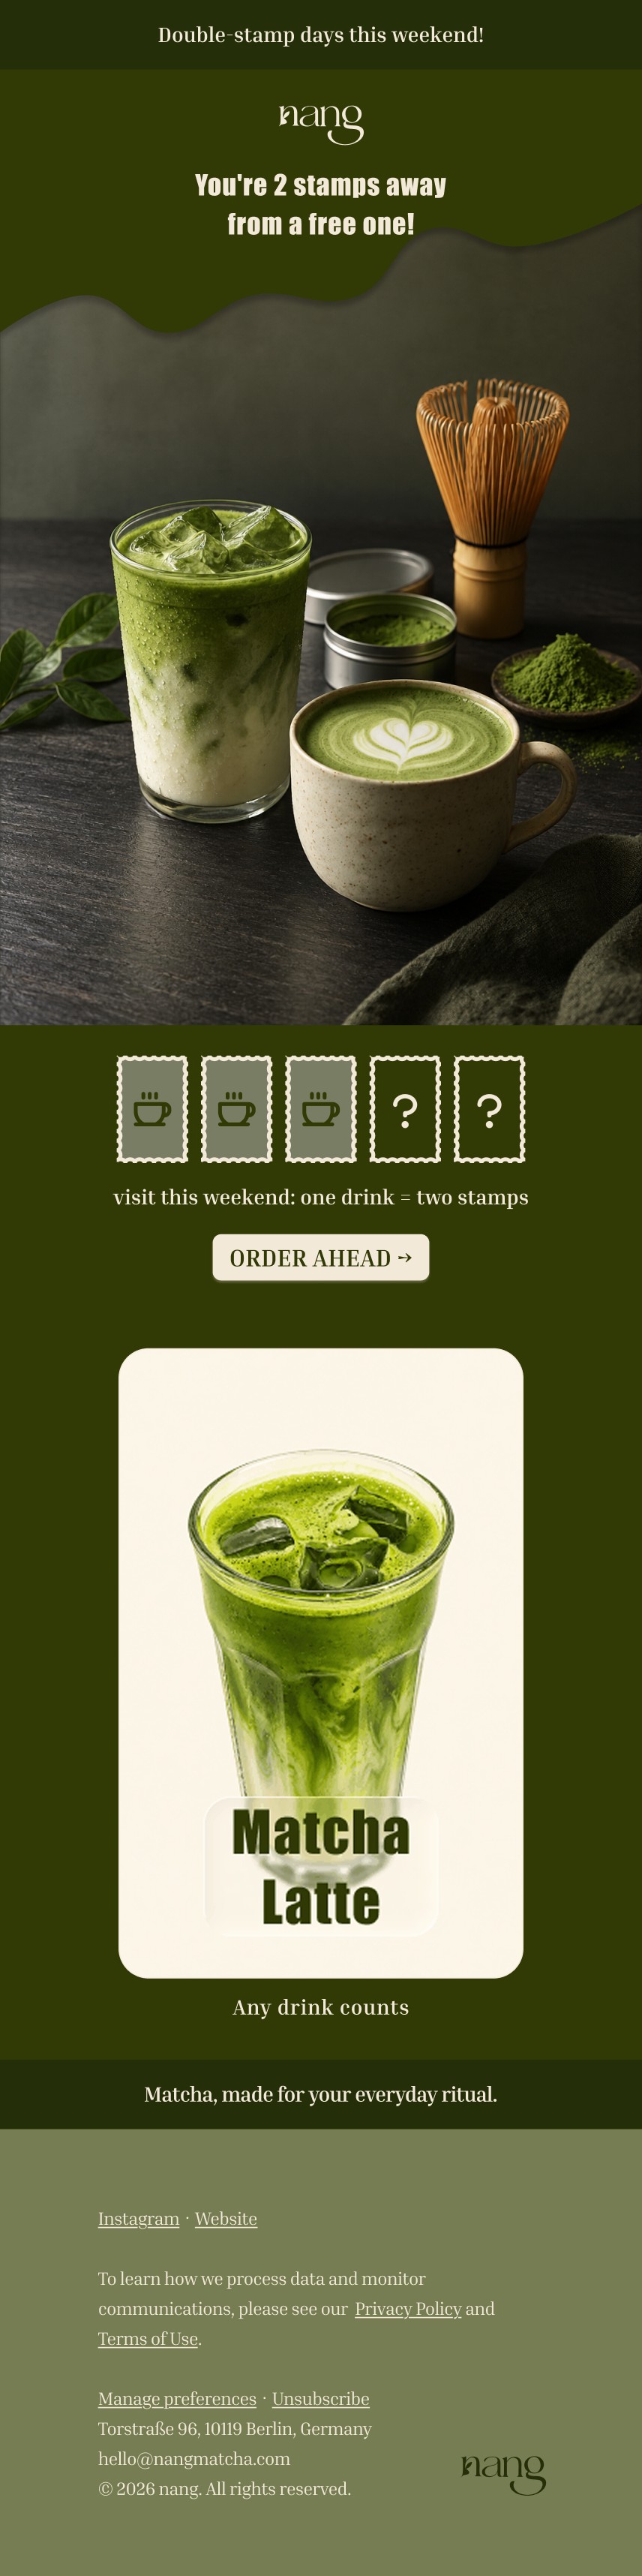 Double-stamp days this weekend!
nang
You're 2 stamps away
from a free one!
?
?
visit this weekend: one drink = two stamps
ORDER AHEAD →
Matcha
Latte
Any drink counts
Matcha, made for your everyday ritual.
Instagram · Website
To learn how we process data and monitor
communications, please see our Privacy Policy and
Terms of Use.
Manage preferences · Unsubscribe
Torstraße 96, 10119 Berlin, Germany
hello@nangmatcha.com
© 2026 nang. All rights reserved.
nang